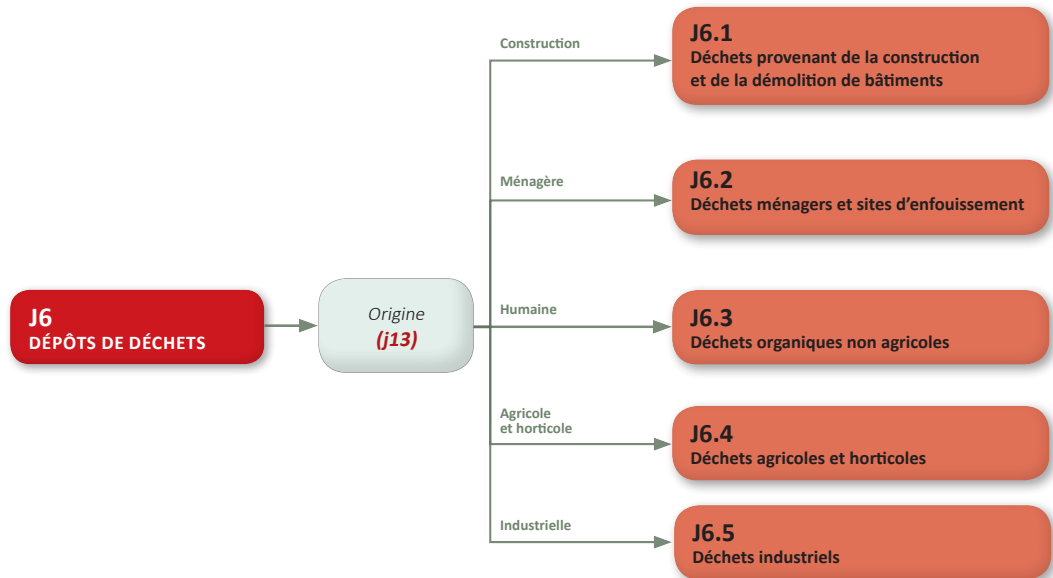 Construction
J6.1
Déchets provenant de la construction
et de la démolition de bâtiments
Ménagère
J6.2
Déchets ménagers et sites d’enfouissement
J6
DÉPÔTS DE DÉCHETS
Origine
(j13)
Humaine
J6.3
Déchets organiques non agricoles
Agricole
et horticole
J6.4
Déchets agricoles et horticoles
Industrielle
J6.5
Déchets industriels